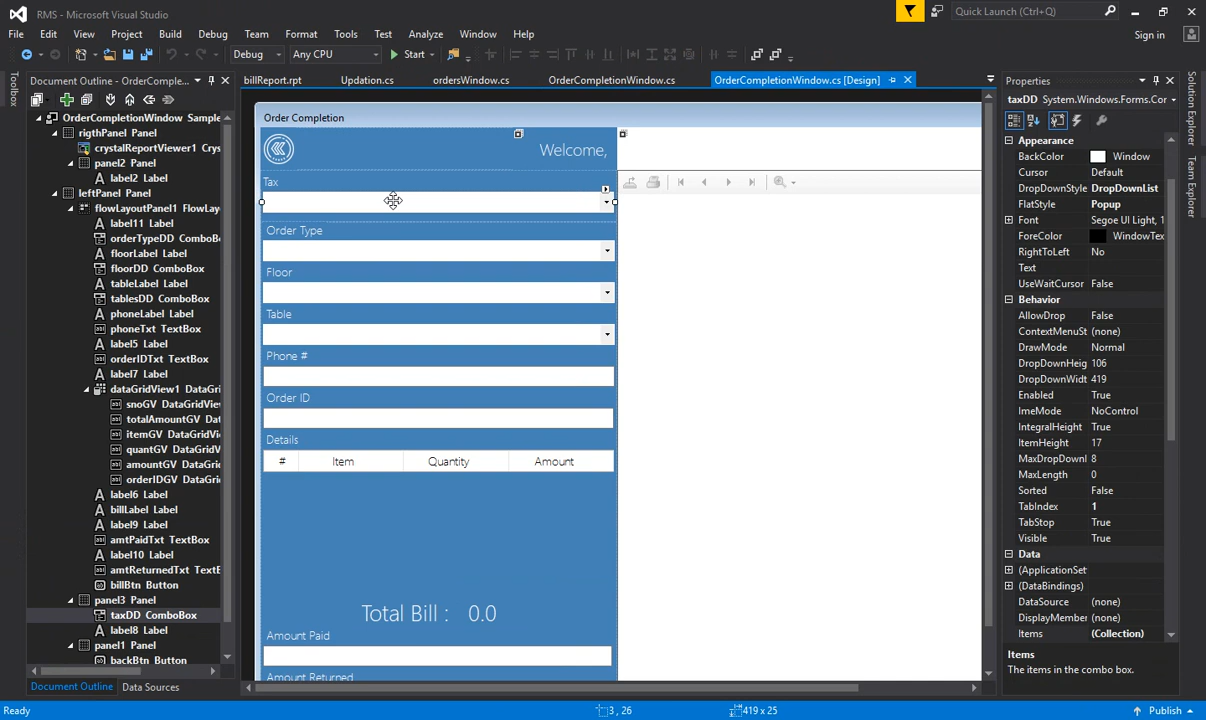 RMS - Microsoft Visual Studio
Quick Launch (Ctrl+Q)
File Edit View Project Build Debug Team Format Tools Test Analyze Window Help
Sign in
Debug Any CPU Start
Toolbox
Document Outline - OrderComple...
billReport.rpt Updation.cs ordersWindow.cs OrderCompletionWindow.cs OrderCompletionWindow.cs [Design]
OrderCompletionWindow Sample
rigthPanel Panel
crystalReportViewer1 Crys
panel2 Panel
label2 Label
leftPanel Panel
flowLayoutPanel1 FlowLay
label11 Label
orderTypeDD ComboBo
floorLabel Label
floorDD ComboBox
tableLabel Label
tablesDD ComboBox
phoneLabel Label
phoneTxt TextBox
label5 Label
orderIDTxt TextBox
label7 Label
dataGridView1 DataGri
snoGV DataGridVie
totalAmountGV Dat
itemGV DataGridVi
quantGV DataGridV
amountGV DataGric
orderIDGV DataGri
label6 Label
billLabel Label
label9 Label
amtPaidTxt TextBox
label10 Label
amtReturnedTxt TextE
billBtn Button
panel3 Panel
taxDD ComboBox
label8 Label
panel1 Panel
backBtn Button
Document Outline Data Sources
Order Completion
Welcome,
Tax
Order Type
Floor
Table
Phone #
Order ID
Details
# Item Quantity Amount
Total Bill : 0.0
Amount Paid
Amount Returned
Properties
taxDD System.Windows.Forms.Cor
Appearance
BackColor Window
Cursor Default
DropDownStyle DropDownList
FlatStyle Popup
Font Segoe UI Light, 1
ForeColor WindowTex
RightToLeft No
Text
UseWaitCursor False
Behavior
AllowDrop False
ContextMenuSt (none)
DrawMode Normal
DropDownHeig 106
DropDownWidt 419
Enabled True
ImeMode NoControl
IntegralHeight True
ItemHeight 17
MaxDropDownI 8
MaxLength 0
Sorted False
TabIndex 1
TabStop True
Visible True
Data
(ApplicationSet
(DataBindings)
DataSource (none)
DisplayMember (none)
Items (Collection)
Items
The items in the combo box.
Solution Explorer
Team Explorer
Ready
3 , 26
419 x 25
Publish